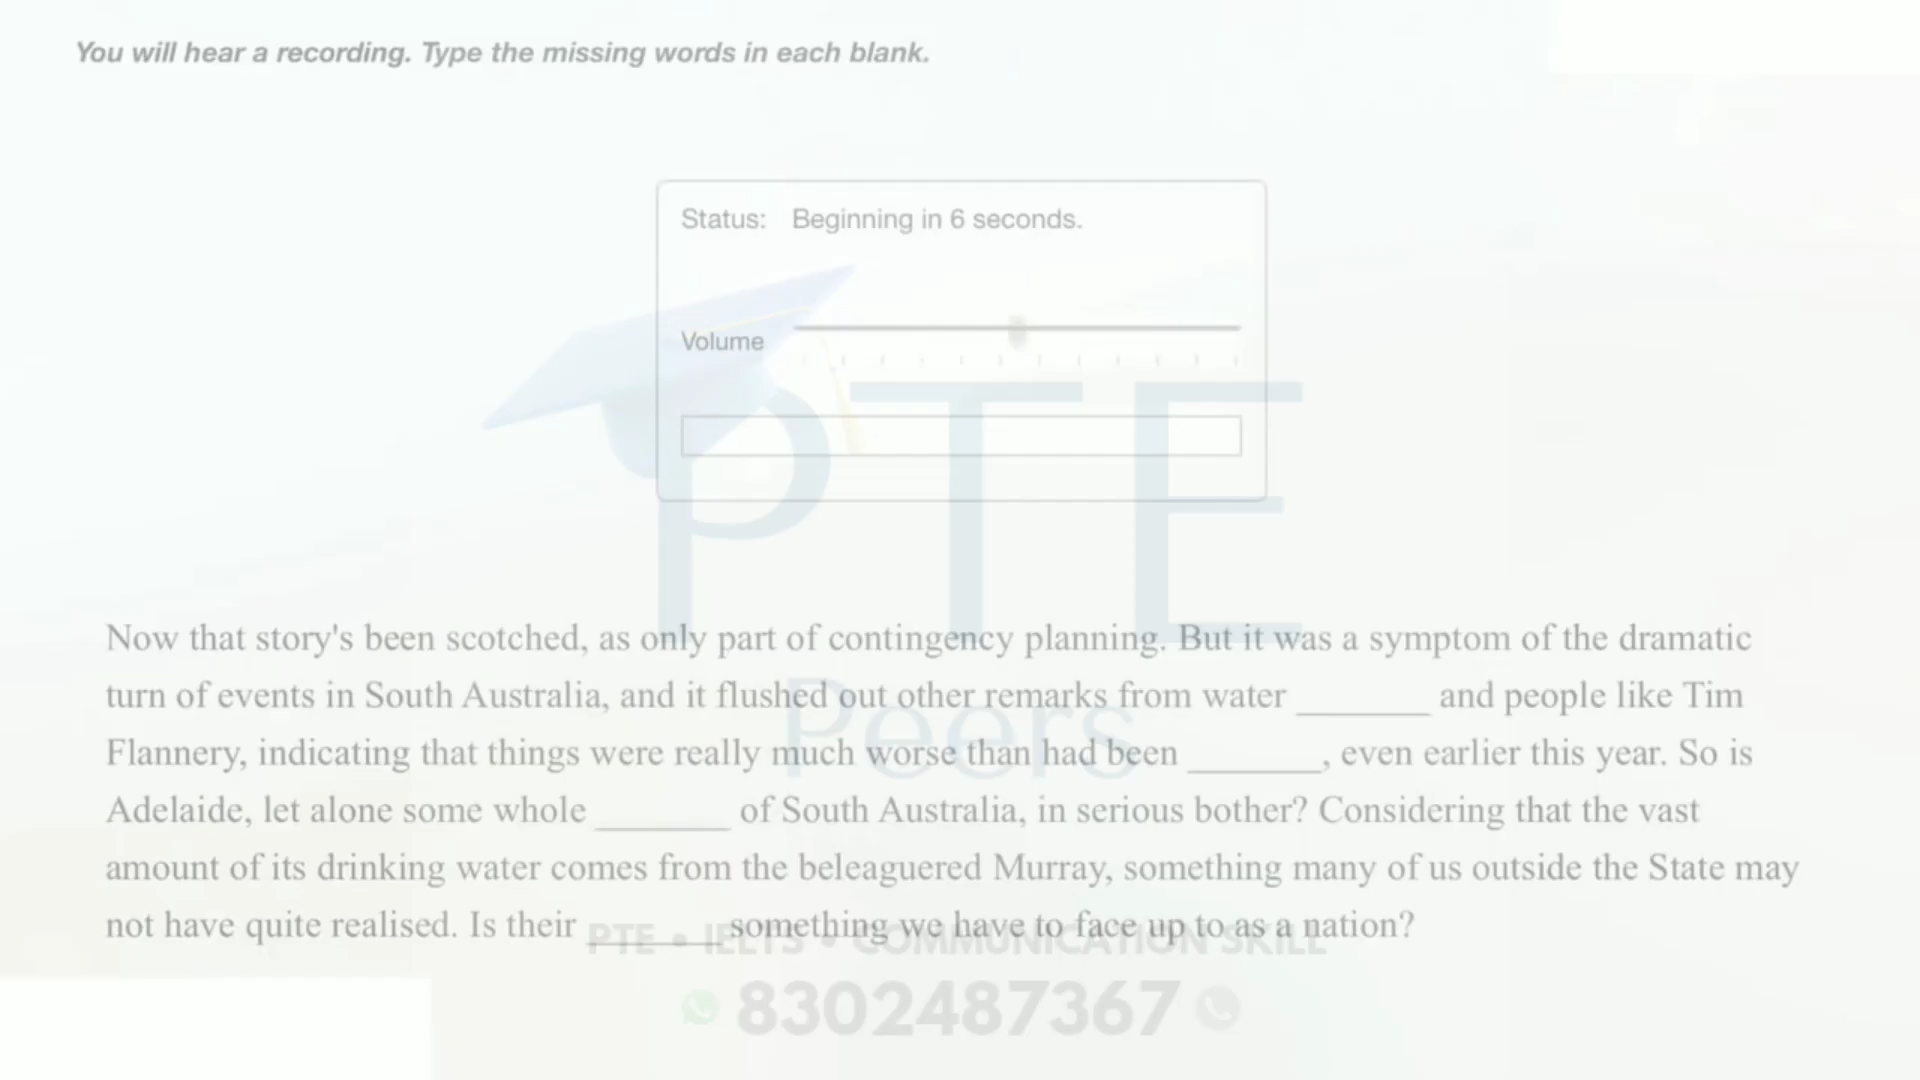 You will hear a recording. Type the missing words in each blank.
Status: Beginning in 6 seconds.
Volume
PTE
Peers
Now that story's been scotched, as only part of contingency planning. But it was a symptom of the dramatic
turn of events in South Australia, and it flushed out other remarks from water _______ and people like Tim
Flannery, indicating that things were really much worse than had been _______, even earlier this year. So is
Adelaide, let alone some whole _______ of South Australia, in serious bother? Considering that the vast
amount of its drinking water comes from the beleaguered Murray, something many of us outside the State may
not have quite realised. Is their _______ something we have to face up to as a nation?
PTE • IELTS • COMMUNICATION SKILL
8302487367